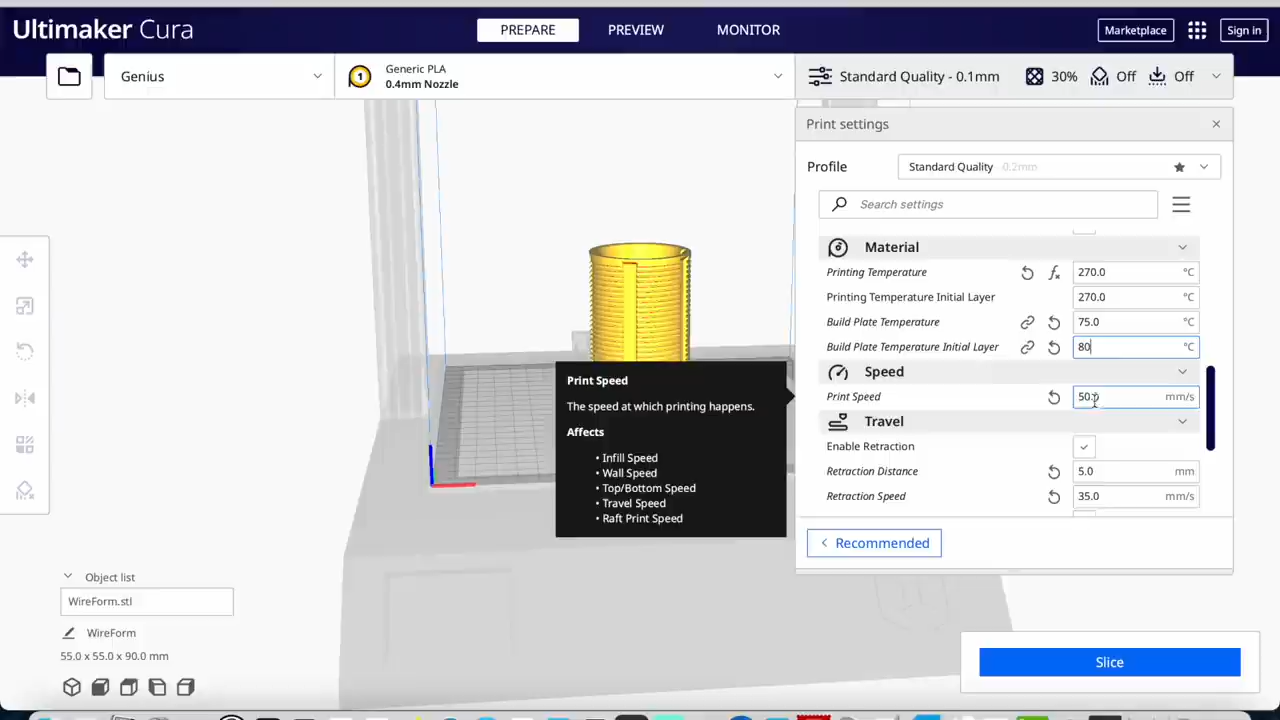 Ultimaker Cura
PREPARE
PREVIEW
MONITOR
Marketplace
Sign in
Genius
1
Generic PLA
0.4mm Nozzle
Standard Quality - 0.1mm
30%
Off
Off
Print settings
Profile
Standard Quality 0.2mm
Search settings
Material
Printing Temperature 270.0 °C
Printing Temperature Initial Layer 270.0 °C
Build Plate Temperature 75.0 °C
Build Plate Temperature Initial Layer 80 °C
Speed
Print Speed 50.0 mm/s
Travel
Enable Retraction
Retraction Distance 5.0 mm
Retraction Speed 35.0 mm/s
Recommended
Print Speed
The speed at which printing happens.
Affects
• Infill Speed
• Wall Speed
• Top/Bottom Speed
• Travel Speed
• Raft Print Speed
Object list
WireForm.stl
WireForm
55.0 x 55.0 x 90.0 mm
Slice